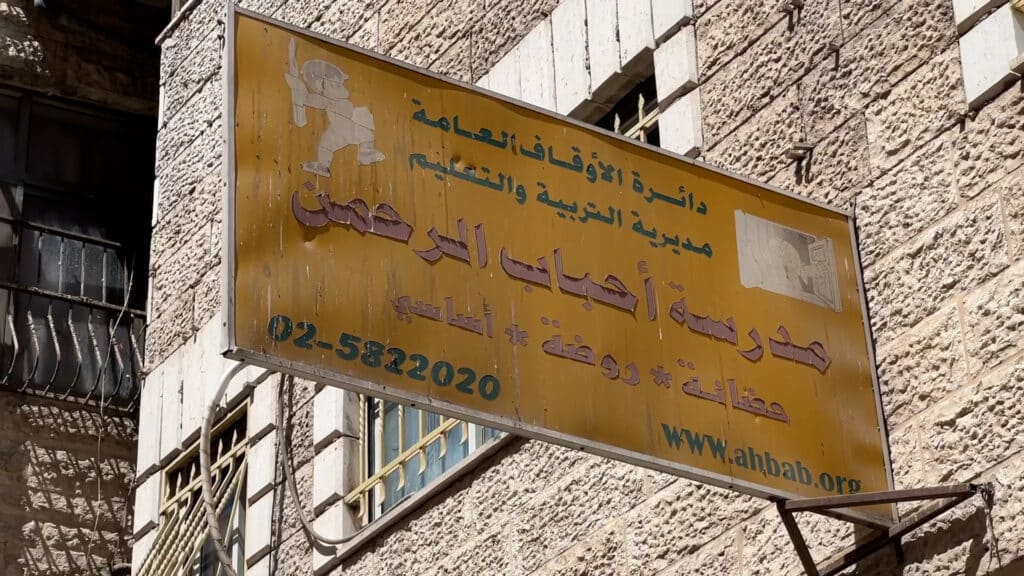 دائرة الأوقاف العامة
مديرية التربية والتعليم
مدرسة أحباب الرحمن
حضانة * روضة * أساسي
02-5822020
www.ahbab.org